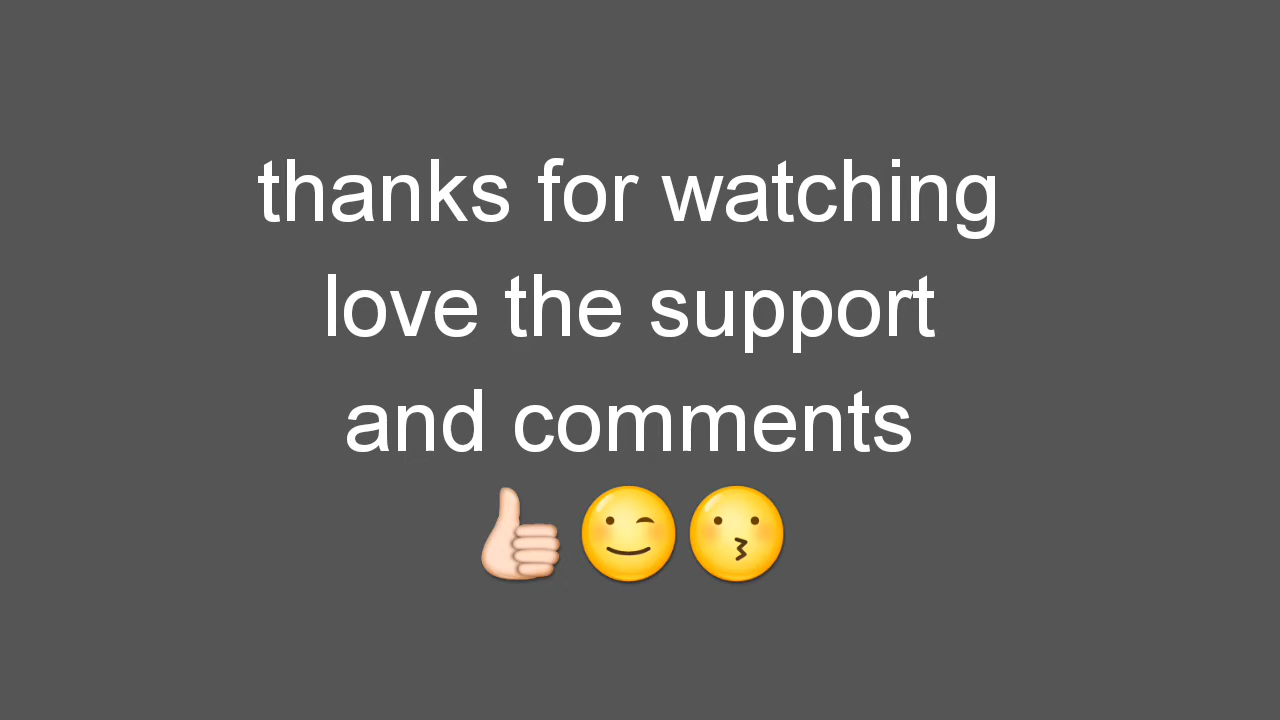 thanks for watching
love the support
and comments
👍🏻😉😗